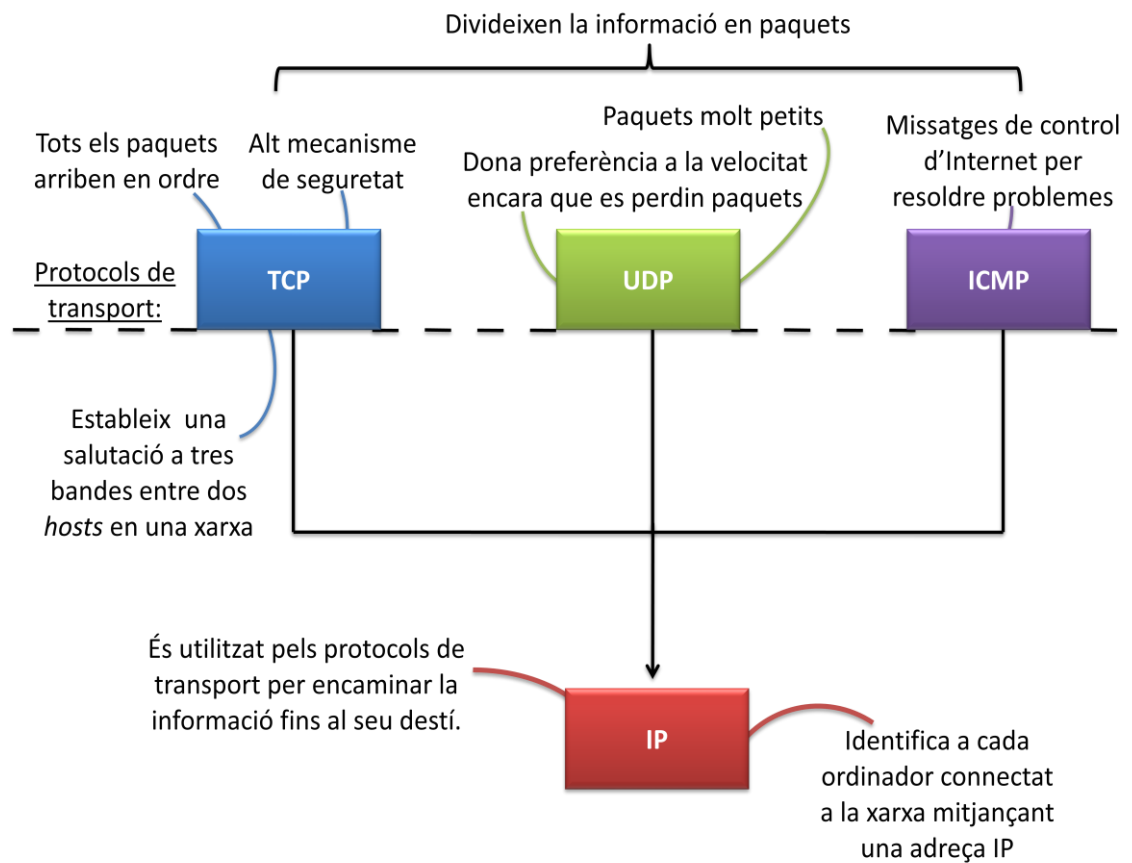 Divideixen la informació en paquets
Tots els paquets
arriben en ordre
Alt mecanisme
de seguretat
Paquets molt petits
Dona preferència a la velocitat
encara que es perdin paquets
Missatges de control
d’Internet per
resoldre problemes
Protocols de
transport:
TCP
UDP
ICMP
Estableix una
salutació a tres
bandes entre dos
hosts en una xarxa
És utilitzat pels protocols de
transport per encaminar la
informació fins al seu destí.
IP
Identifica a cada
ordinador connectat
a la xarxa mitjançant
una adreça IP